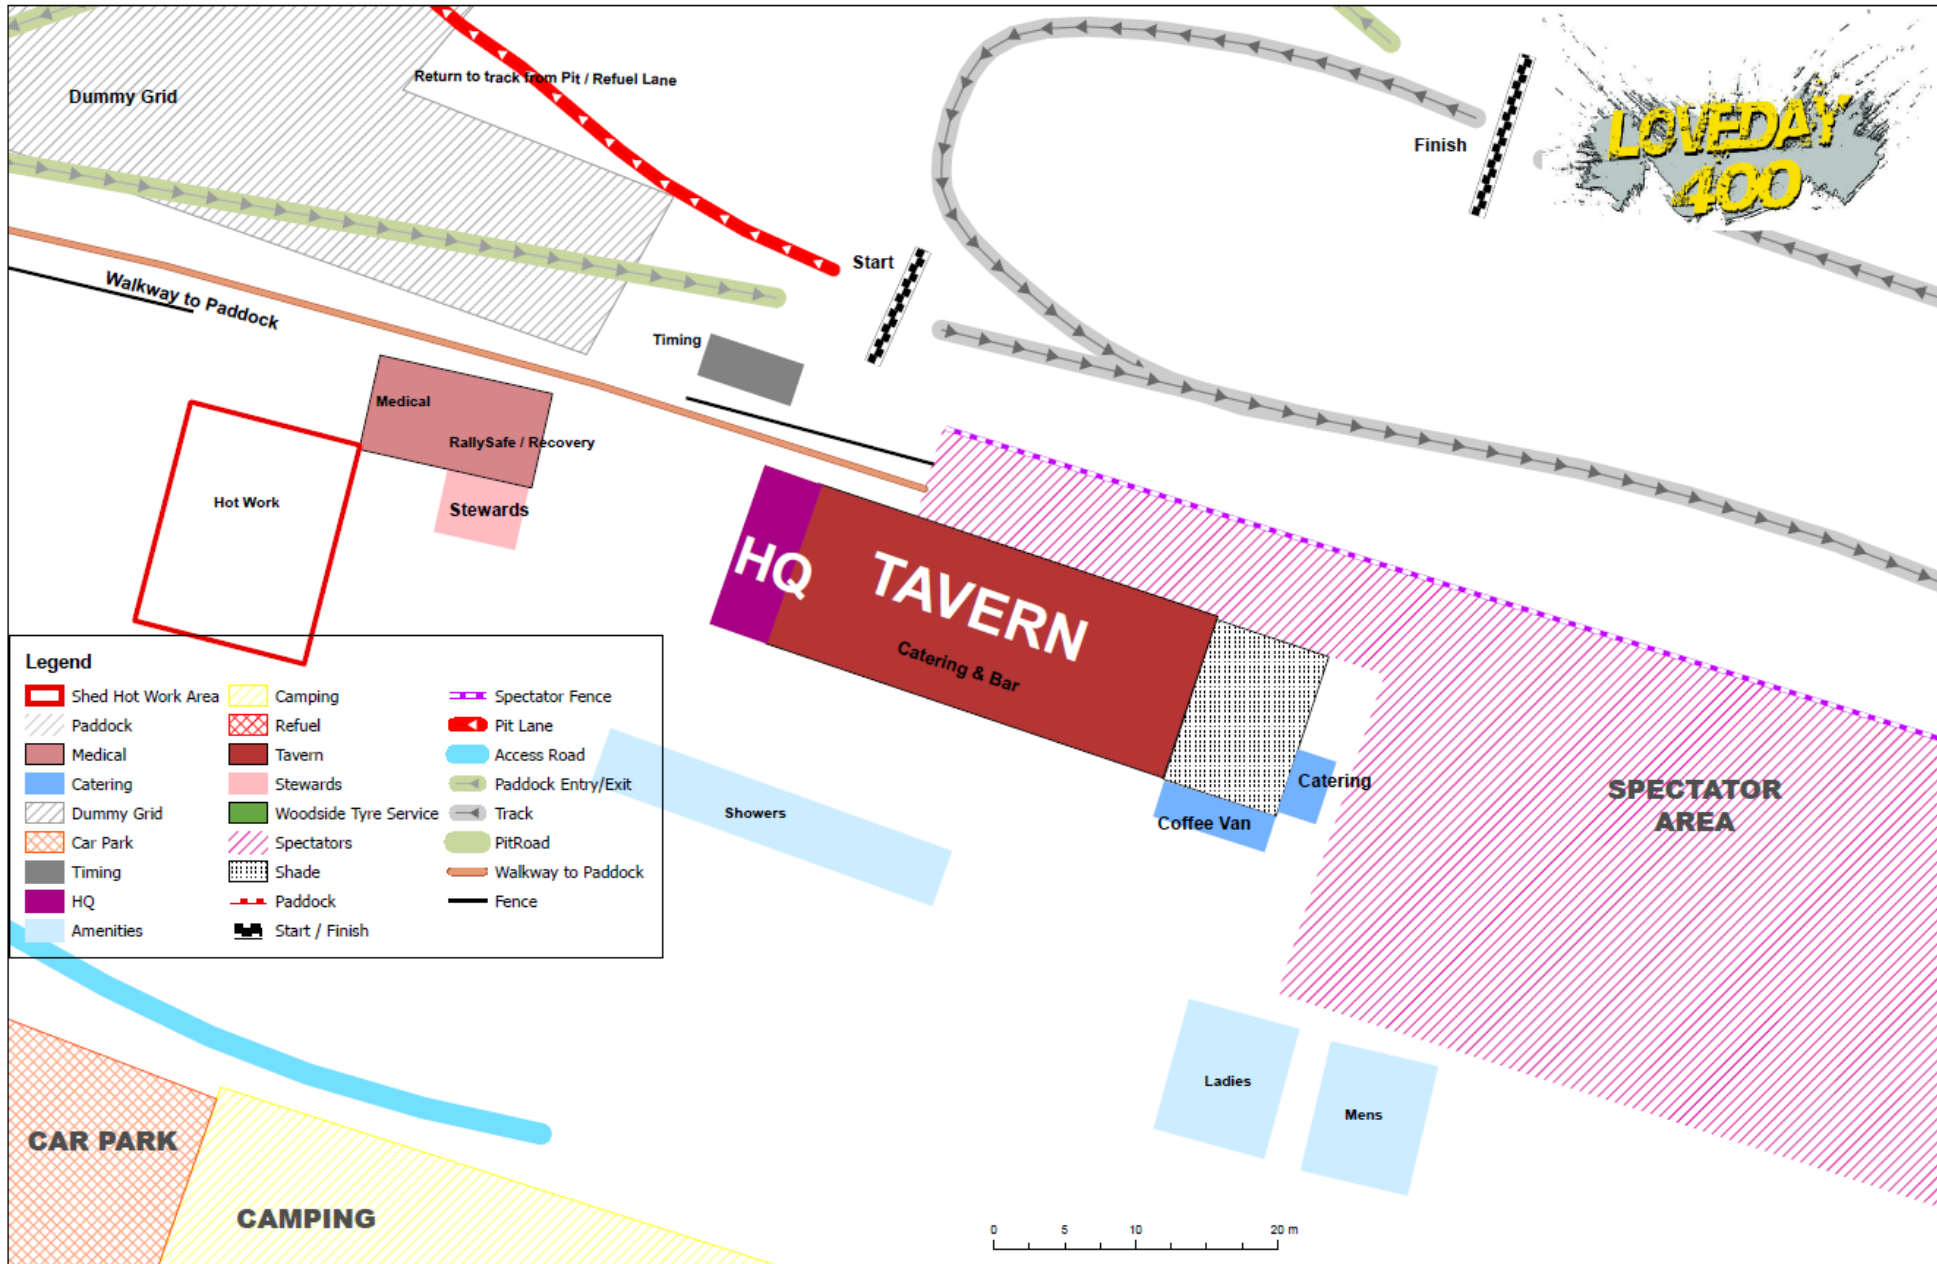 Return to track from Pit / Refuel Lane
Dummy Grid
Finish
LOVEDAY
400
Start
Walkway to Paddock
Timing
Medical
RallySafe / Recovery
Hot Work
Stewards
HQ
TAVERN
Catering & Bar
Catering
Coffee Van
SPECTATOR
AREA
Showers
Legend
Shed Hot Work Area
Paddock
Medical
Catering
Dummy Grid
Car Park
Timing
HQ
Amenities
Camping
Refuel
Tavern
Stewards
Woodside Tyre Service
Spectators
Shade
Paddock
Start / Finish
Spectator Fence
Pit Lane
Access Road
Paddock Entry/Exit
Track
PitRoad
Walkway to Paddock
Fence
Ladies
Mens
CAR PARK
CAMPING
0 5 10 20 m